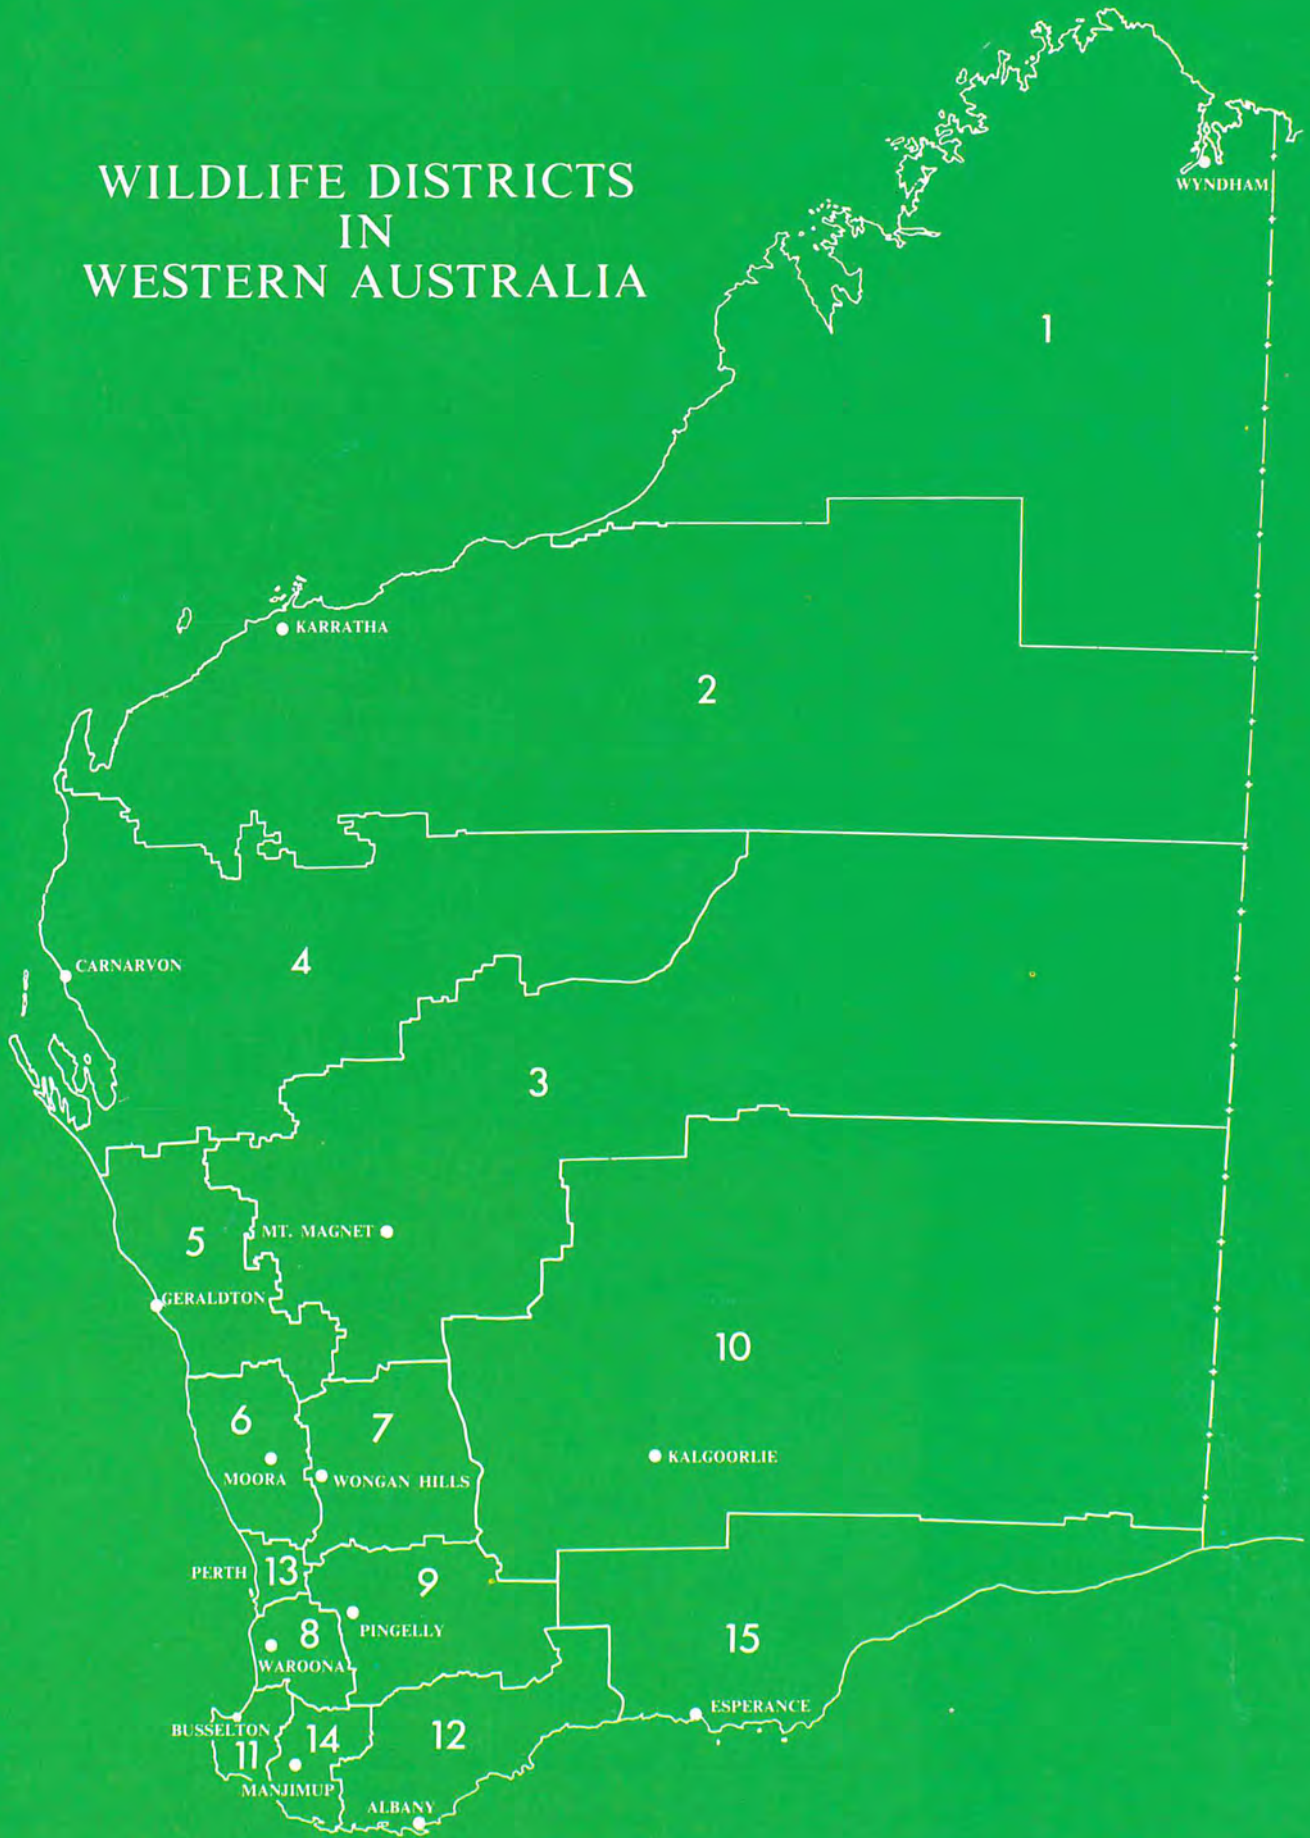 WILDLIFE DISTRICTS
IN
WESTERN AUSTRALIA
WYNDHAM
1
KARRATHA
2
CARNARVON
4
3
5
MT. MAGNET
GERALDTON
10
6
7
MOORA
WONGAN HILLS
KALGOORLIE
PERTH
13
9
8
PINGELLY
WAROONA
15
BUSSELTON
11
14
12
ESPERANCE
MANJIMUP
ALBANY